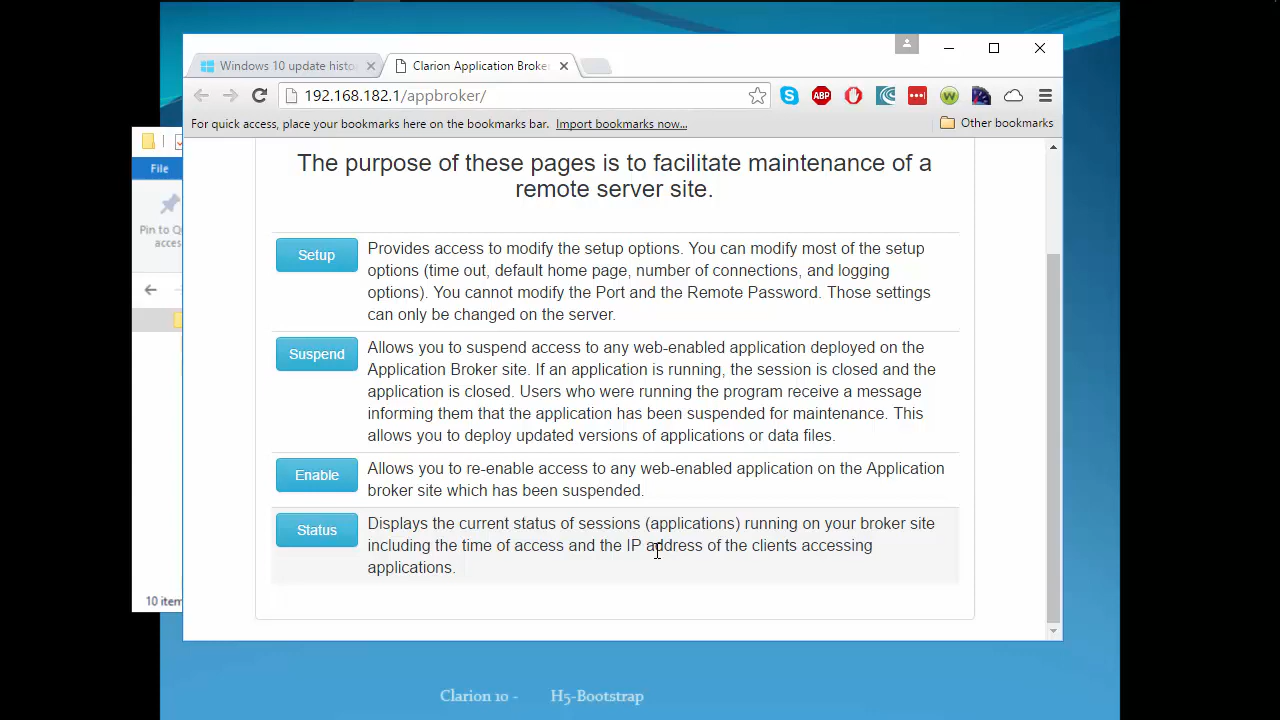 Windows 10 update histo
Clarion Application Broke
192.168.182.1/appbroker/
ABP
For quick access, place your bookmarks here on the bookmarks bar. Import bookmarks now...
Other bookmarks
File
Pin to Q
acces
10 item
The purpose of these pages is to facilitate maintenance of a
remote server site.
Setup
Provides access to modify the setup options. You can modify most of the setup
options (time out, default home page, number of connections, and logging
options). You cannot modify the Port and the Remote Password. Those settings
can only be changed on the server.
Suspend
Allows you to suspend access to any web-enabled application deployed on the
Application Broker site. If an application is running, the session is closed and the
application is closed. Users who were running the program receive a message
informing them that the application has been suspended for maintenance. This
allows you to deploy updated versions of applications or data files.
Enable
Allows you to re-enable access to any web-enabled application on the Application
broker site which has been suspended.
Status
Displays the current status of sessions (applications) running on your broker site
including the time of access and the IP address of the clients accessing
applications.
Clarion 10 - H5-Bootstrap